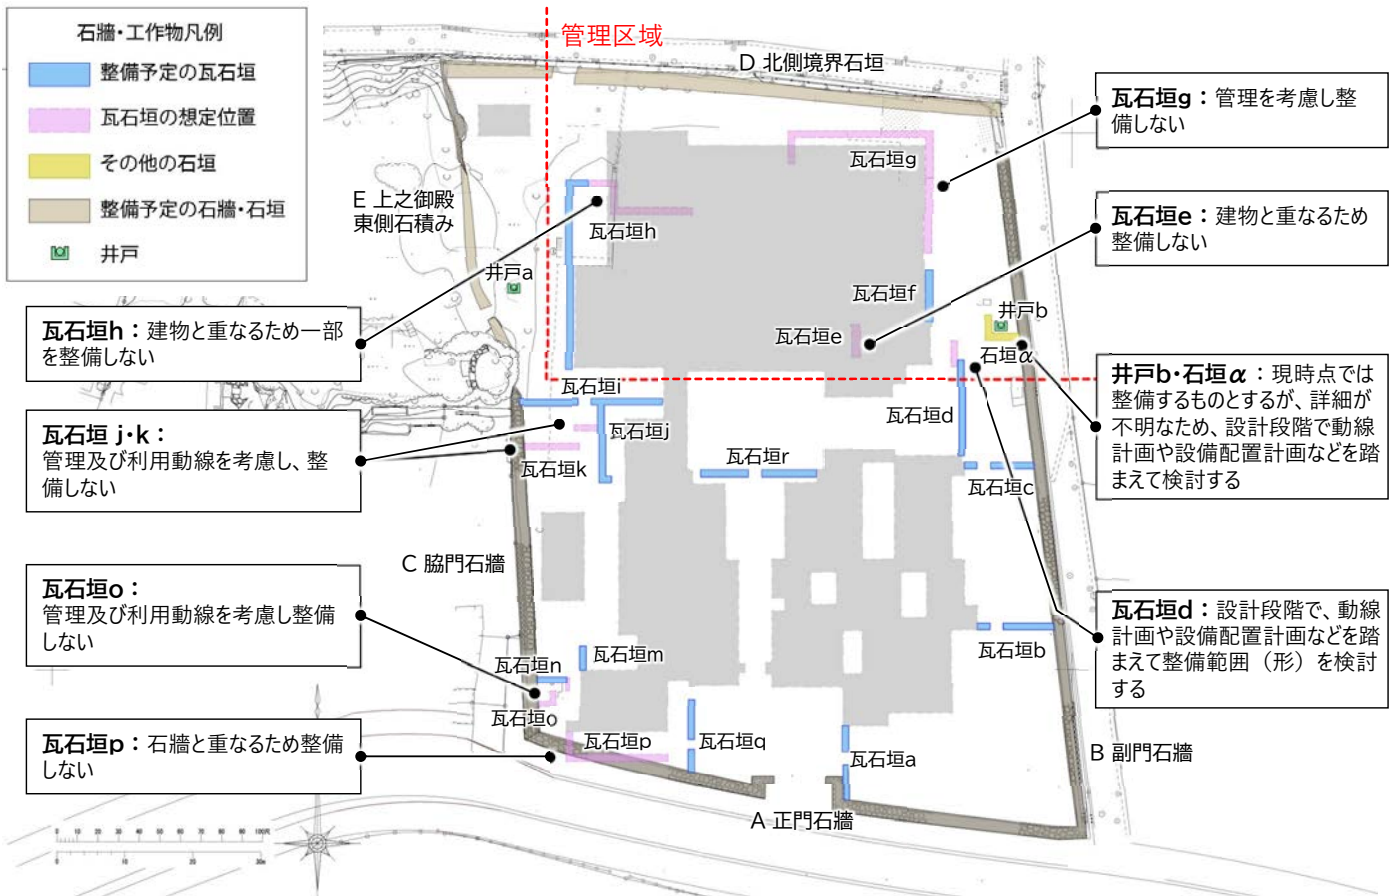 石牆・工作物凡例
整備予定の瓦石垣
瓦石垣の想定位置
その他の石垣
整備予定の石牆・石垣
井戸
管理区域
D 北側境界石垣
瓦石垣g：管理を考慮し整
備しない
瓦石垣g
E 上之御殿
東側石積み
瓦石垣h
瓦石垣e：建物と重なるため
整備しない
井戸a
瓦石垣f
井戸b
瓦石垣e
石垣α
瓦石垣h：建物と重なるため一部
を整備しない
井戸b・石垣α：現時点では
整備するものとするが、詳細が
不明なため、設計段階で動線
計画や設備配置計画などを踏
まえて検討する
瓦石垣i
瓦石垣d
瓦石垣j
瓦石垣 j・k：
管理及び利用動線を考慮し、整
備しない
瓦石垣k
瓦石垣r
瓦石垣c
C 脇門石牆
瓦石垣o：
管理及び利用動線を考慮し整備
しない
瓦石垣d：設計段階で、動線
計画や設備配置計画などを踏
まえて整備範囲（形）を検討
する
瓦石垣b
瓦石垣m
瓦石垣n
瓦石垣o
瓦石垣p：石牆と重なるため整備
しない
瓦石垣p
瓦石垣q
瓦石垣a
B 副門石牆
A 正門石牆
0 10 20 30 40 50 60 70 80 90 100尺
0 10 20 30m